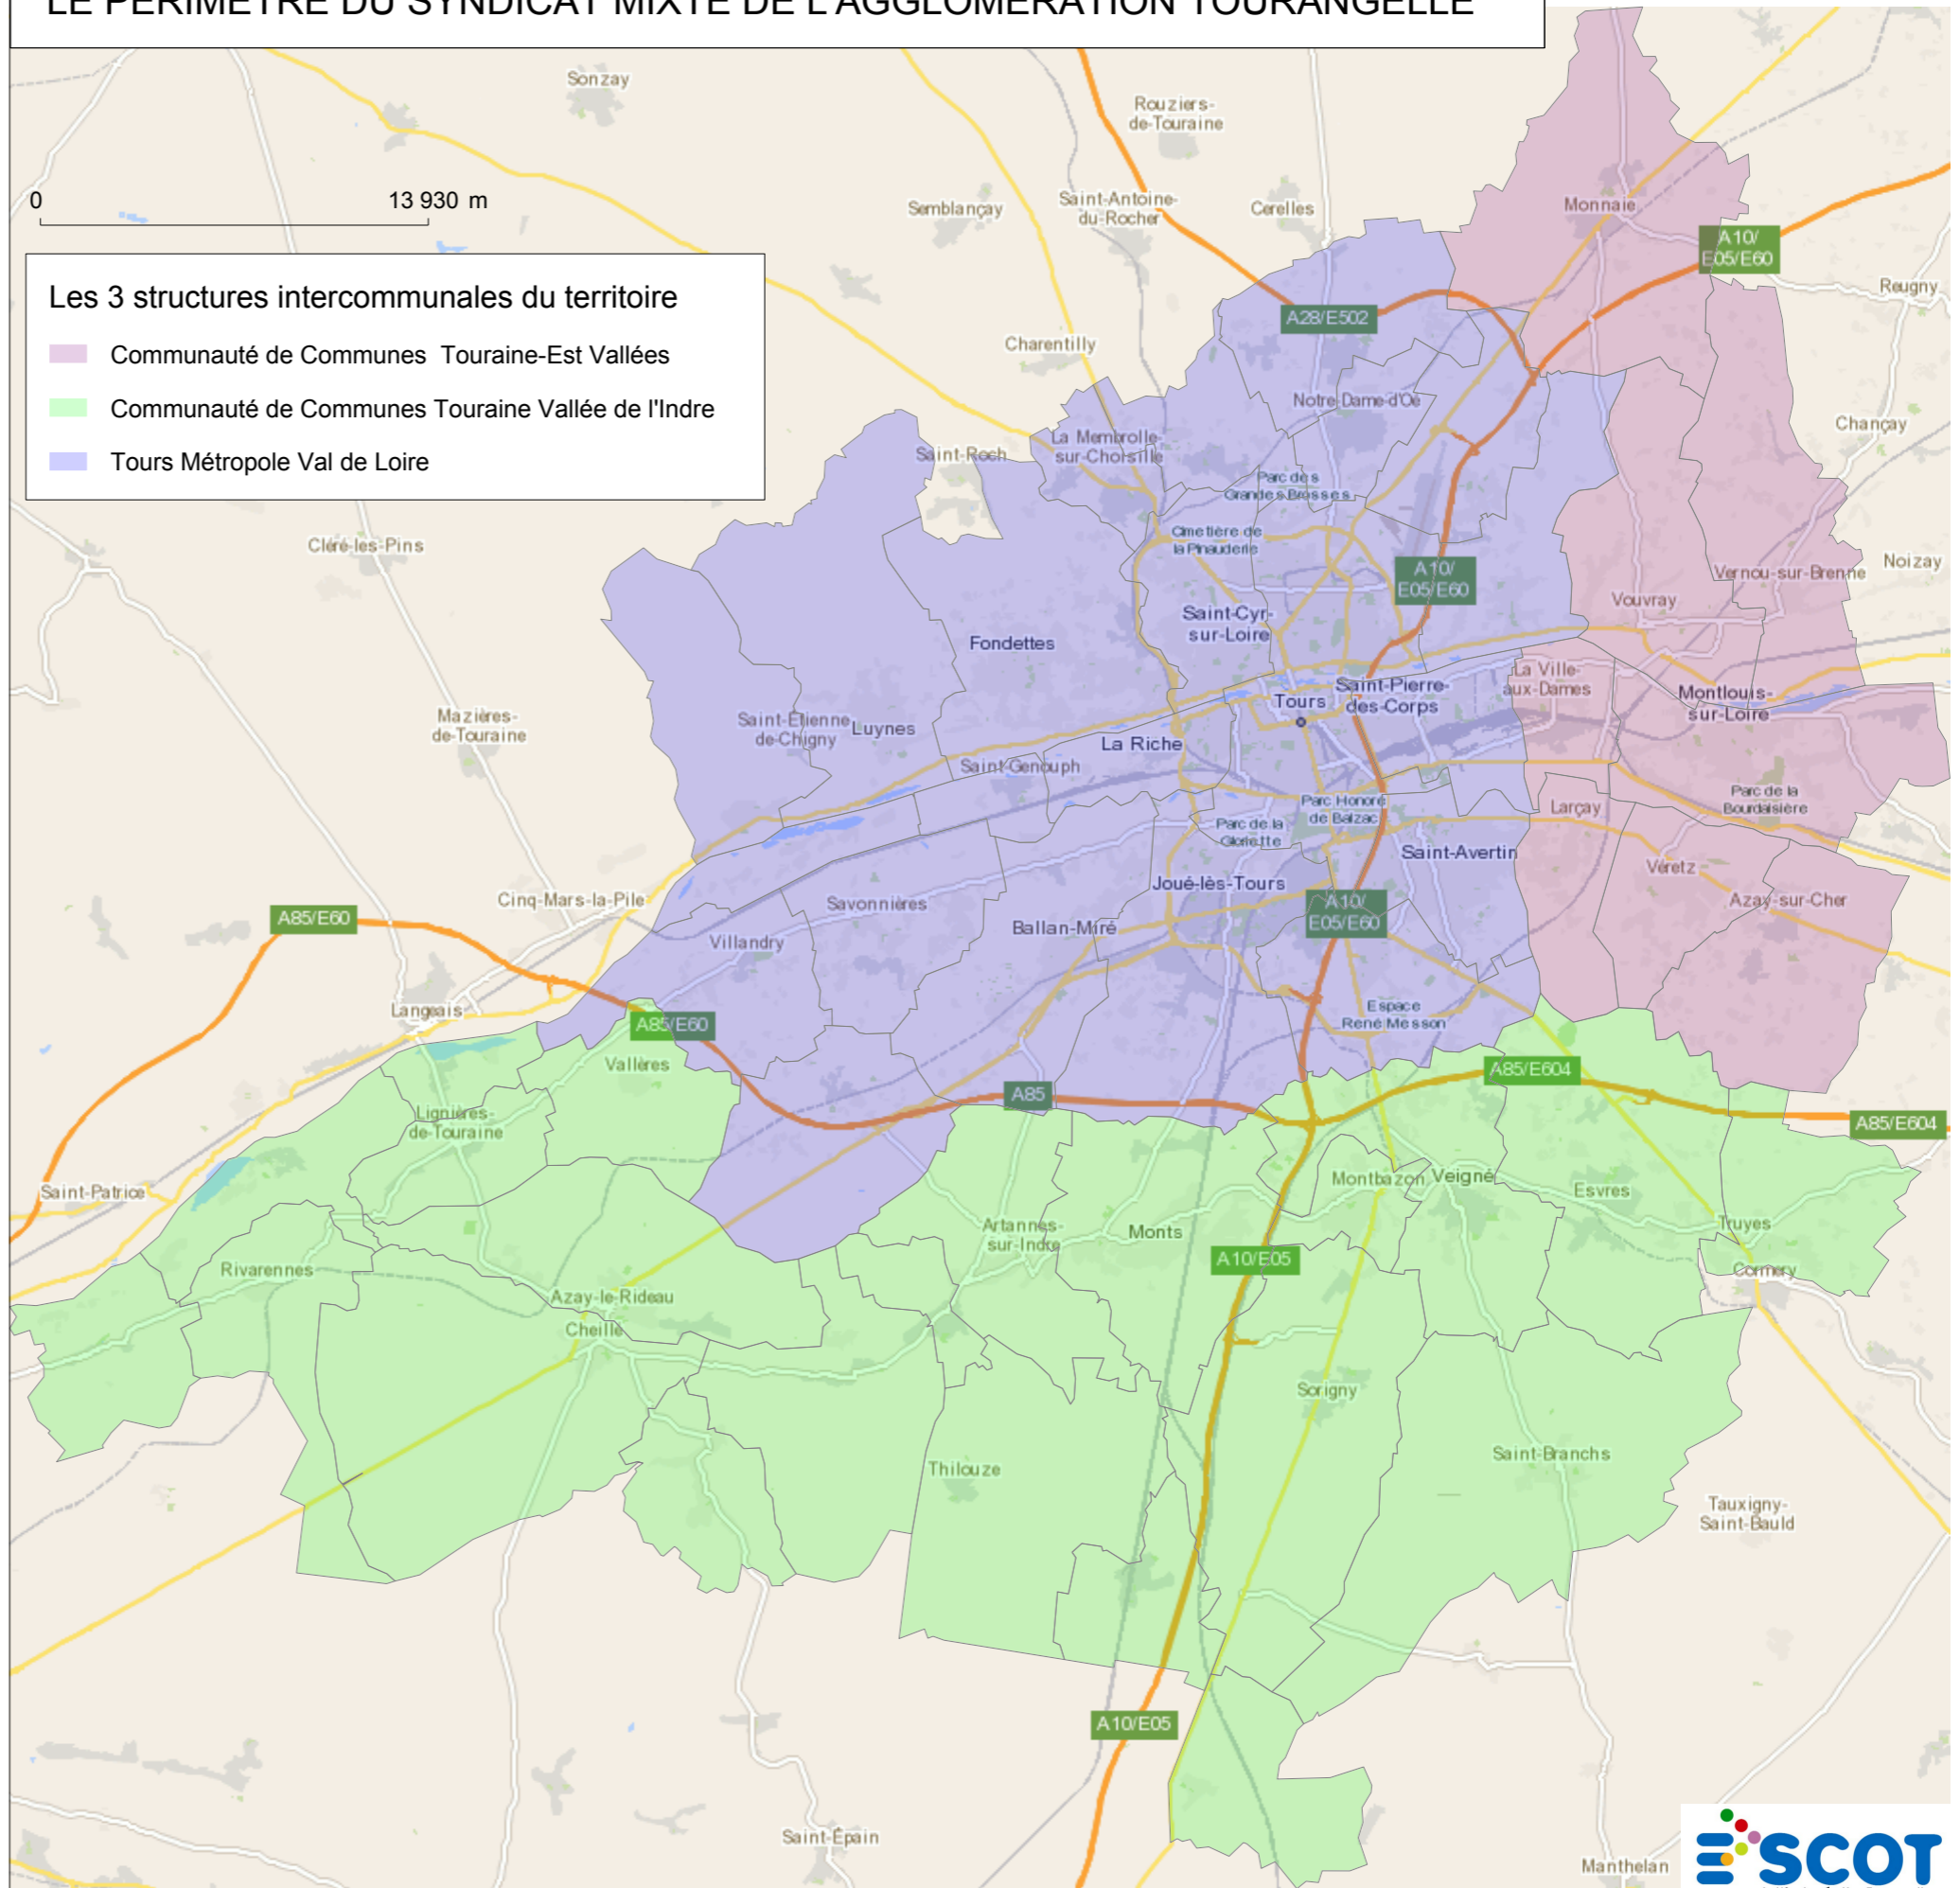 LE PERIMETRE DU SYNDICAT MIXTE DE L'AGGLOMERATION TOURANGELLE
Sonzay
Rouziers-
de-Touraine
0
13 930 m
Semblançay
Saint-Antoine-
du-Rocher
Cerelles
Monnaie
A10/
E05/E60
Reugny
Les 3 structures intercommunales du territoire
Communauté de Communes Touraine-Est Vallées
Communauté de Communes Touraine Vallée de l'Indre
Tours Métropole Val de Loire
A28/E502
Charentilly
Notre-Dame-d'Oé
Chançay
La Membrolle-
sur-Choisille
Saint-Roch
Parc des
Grandes Brosses
Cimetière de
la Pinauderie
Cléré-les-Pins
A10/
E05/E60
Vernou-sur-Brenne
Noizay
Vouvray
Saint-Cyr-
sur-Loire
Fondettes
La Ville-
aux-Dames
Saint-Pierre-
des-Corps
Tours
Montlouis-
sur-Loire
Mazières-
de-Touraine
Saint-Etienne-
de-Chigny
Luynes
La Riche
Saint-Genouph
Parc de la
Bourdaisière
Parc Honoré
de Balzac
Larçay
Parc de la
Gloriette
Saint-Avertin
Véretz
Joué-lès-Tours
Azay-sur-Cher
Cinq-Mars-la-Pile
Savonnières
A85/E60
A10/
E05/E60
Ballan-Miré
Villandry
Langeais
Espace
René Messon
A85/E60
Vallères
A85/E604
A85
Lignières-
de-Touraine
A85/E604
Saint-Patrice
Montbazon
Veigné
Esvres
Artannes-
sur-Indre
Monts
Truyes
Rivarennes
A10/E05
Cormery
Azay-le-Rideau
Cheillé
Sorigny
Saint-Branchs
Thilouze
Tauxigny-
Saint-Bauld
A10/E05
Saint-Épain
Manthelan
SCOT